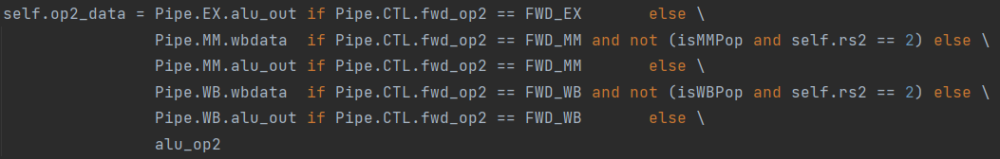 self.op2_data = Pipe.EX.alu_out if Pipe.CTL.fwd_op2 == FWD_EX else \
Pipe.MM.wbdata if Pipe.CTL.fwd_op2 == FWD_MM and not (isMMPop and self.rs2 == 2) else \
Pipe.MM.alu_out if Pipe.CTL.fwd_op2 == FWD_MM else \
Pipe.WB.wbdata if Pipe.CTL.fwd_op2 == FWD_WB and not (isWBPop and self.rs2 == 2) else \
Pipe.WB.alu_out if Pipe.CTL.fwd_op2 == FWD_WB else \
alu_op2